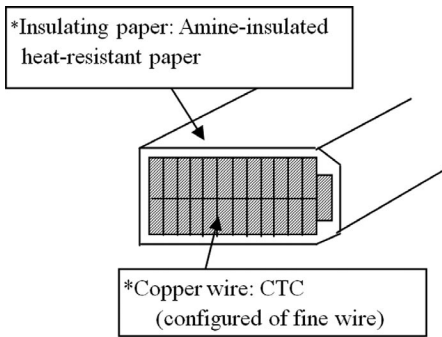 *Insulating paper: Amine-insulated
heat-resistant paper
*Copper wire: CTC
(configured of fine wire)